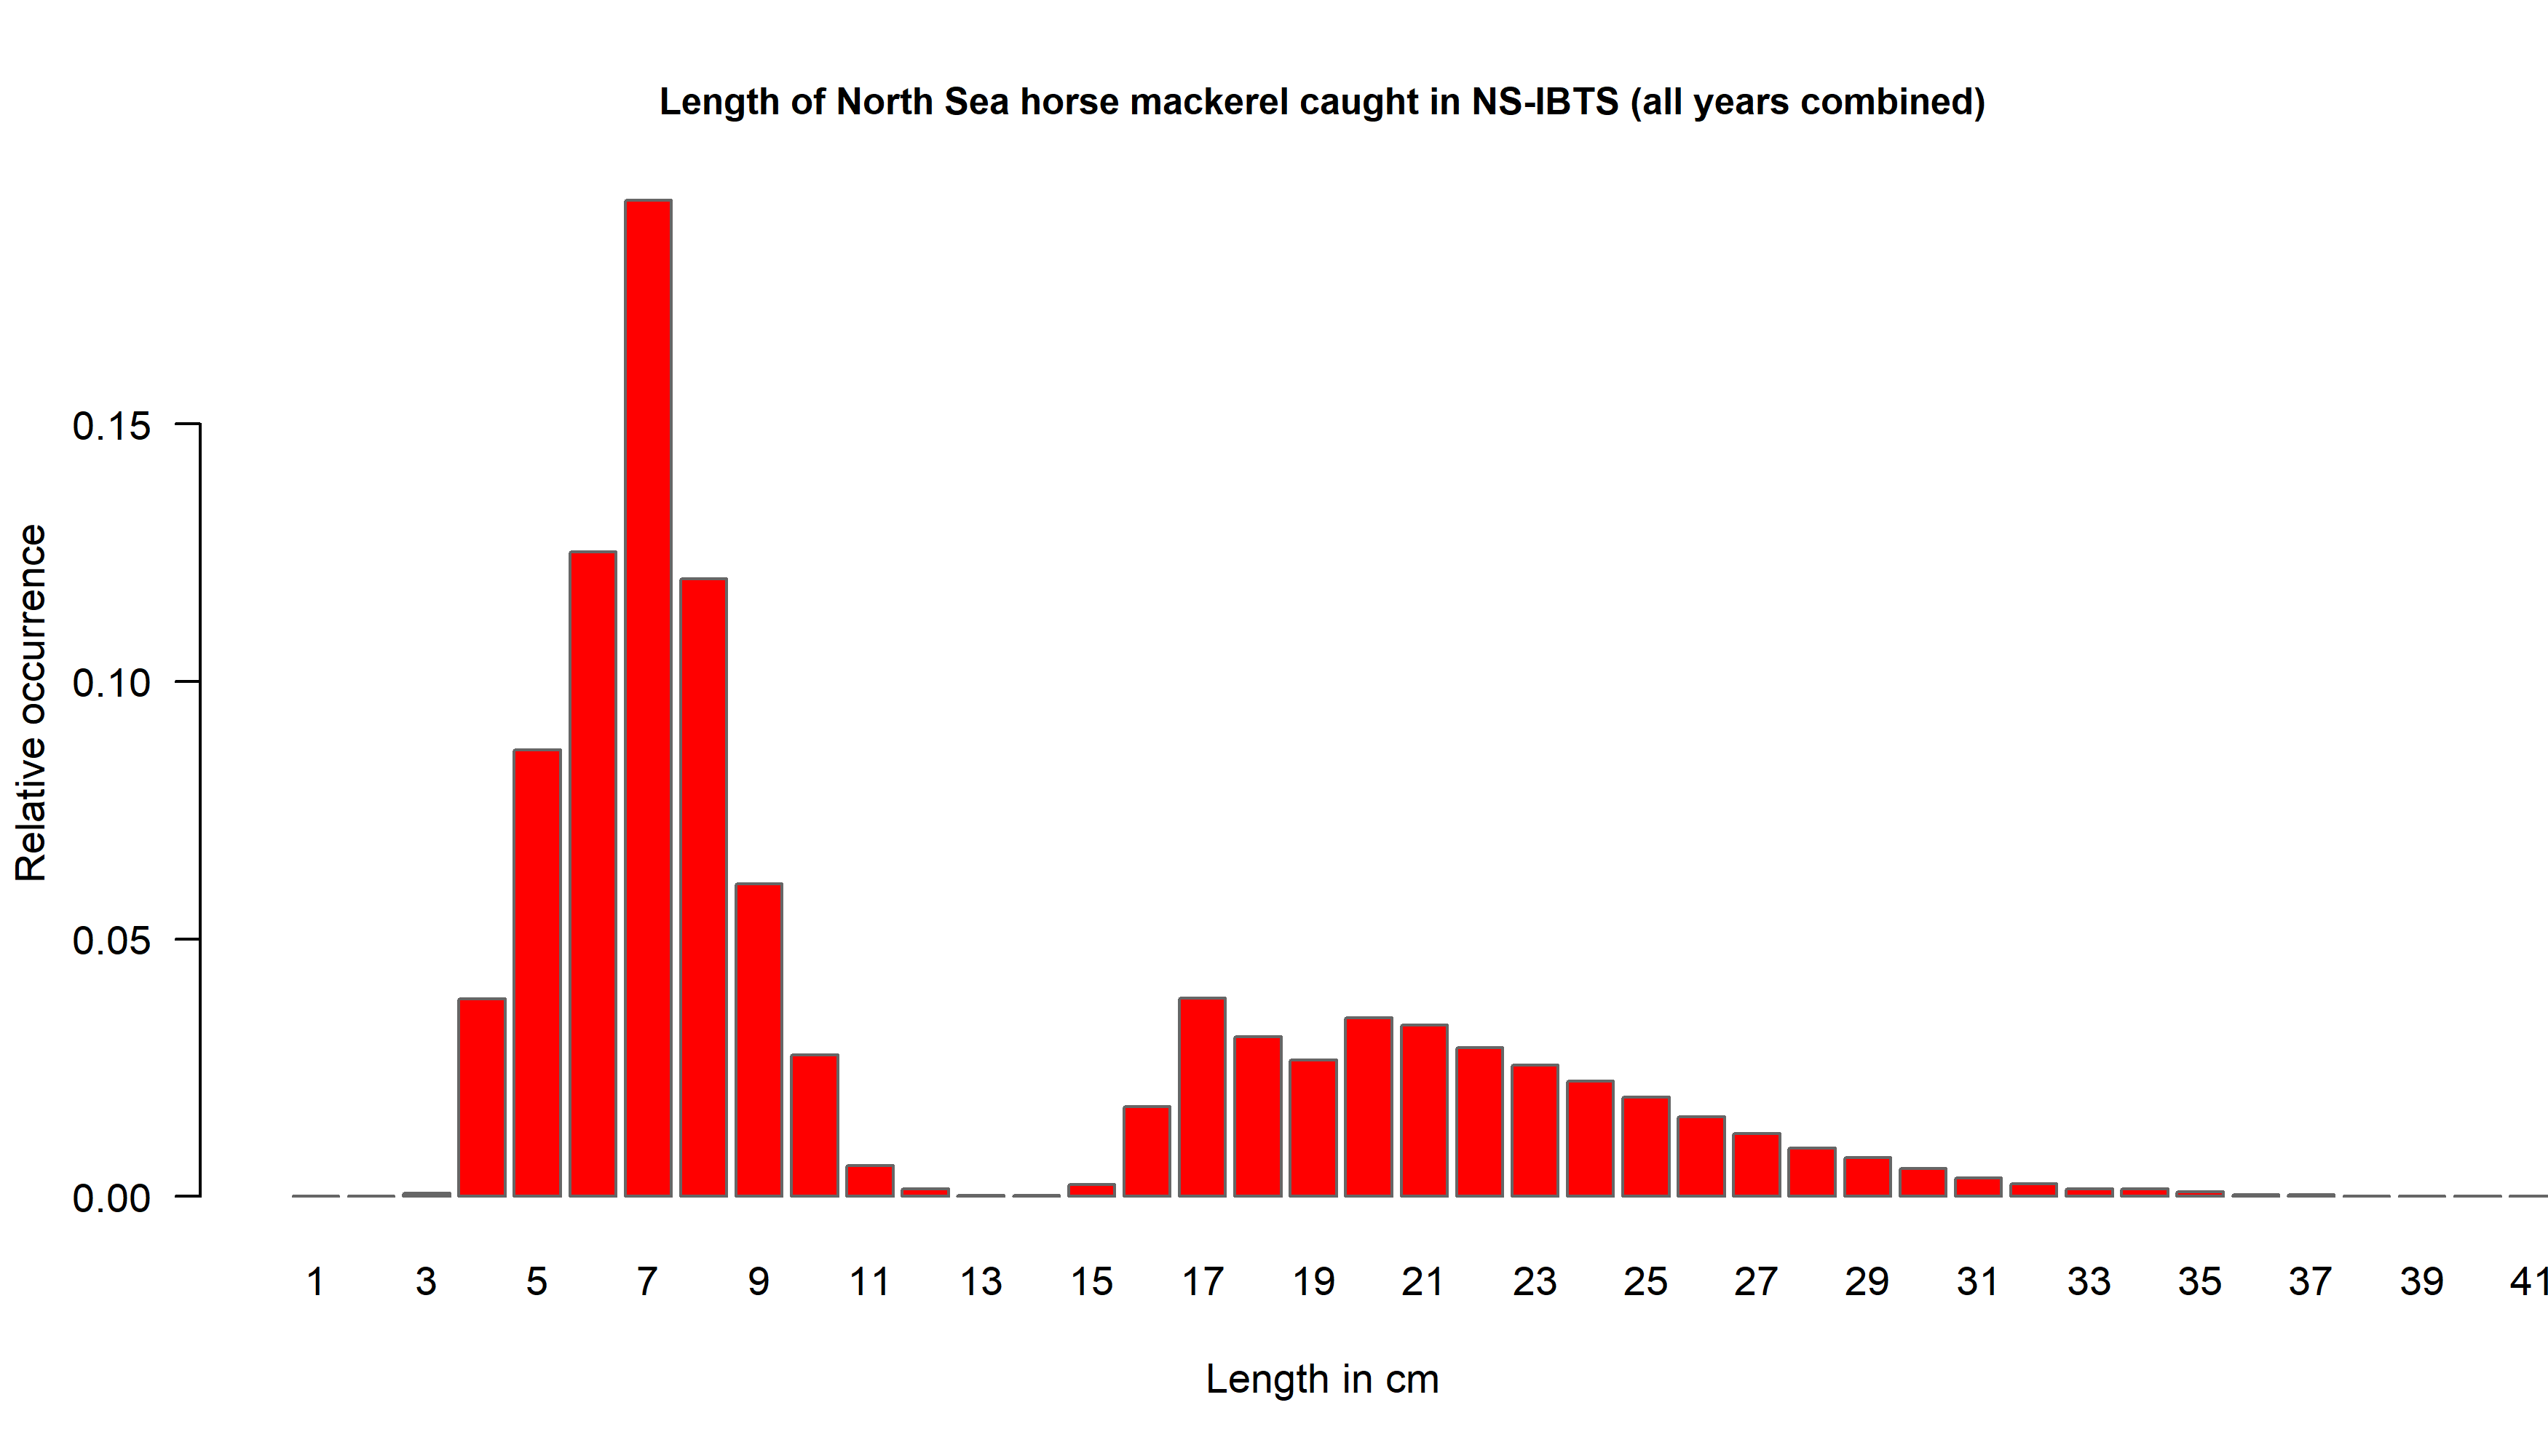 Length of North Sea horse mackerel caught in NS-IBTS (all years combined)
Relative occurrence
0.15
0.10
0.05
0.00
1 3 5 7 9 11 13 15 17 19 21 23 25 27 29 31 33 35 37 39 41
Length in cm